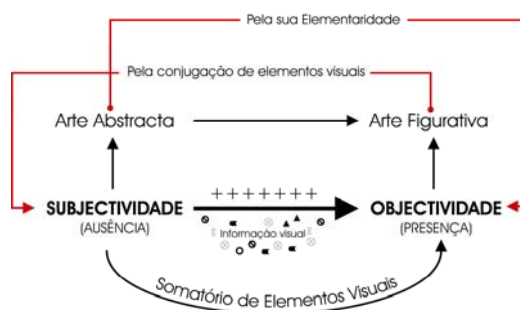 Pela sua Elementaridade
Pela conjugação de elementos visuais
Arte Abstracta
Arte Figurativa
+ + + + + + +
SUBJECTIVIDADE
OBJECTIVIDADE
(AUSÊNCIA)
(PRESENÇA)
Informação visual
Somatório de Elementos Visuais